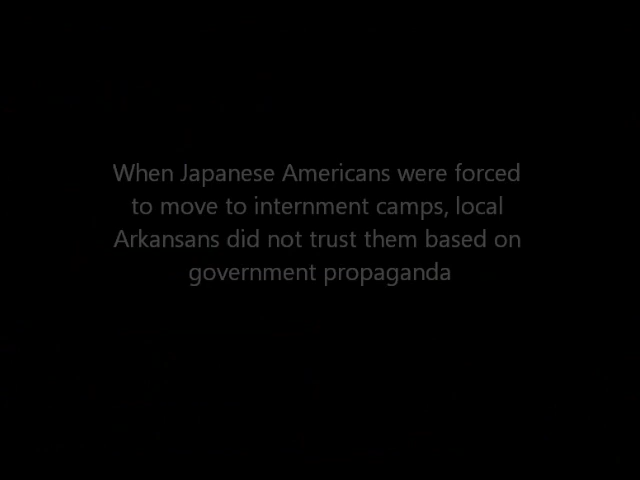 When Japanese Americans were forced
to move to internment camps, local
Arkansans did not trust them based on
government propaganda